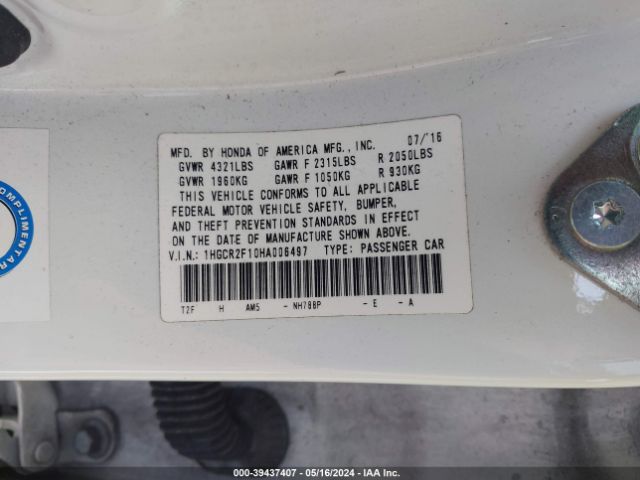 MFD. BY HONDA OF AMERICA MFG., INC. 07/16
GVWR 4321LBS GAWR F 2315LBS R 2050LBS
GVWR 1960KG GAWR F 1050KG R 930KG
THIS VEHICLE CONFORMS TO ALL APPLICABLE
FEDERAL MOTOR VEHICLE SAFETY, BUMPER,
AND THEFT PREVENTION STANDARDS IN EFFECT
ON THE DATE OF MANUFACTURE SHOWN ABOVE.
V.I.N.: 1HGCR2F10HA006497 TYPE: PASSENGER CAR
T2F H AM5 - NH788P - E - A
COMPLIMENTAR
000-39437407 - 05/16/2024 - IAA Inc.